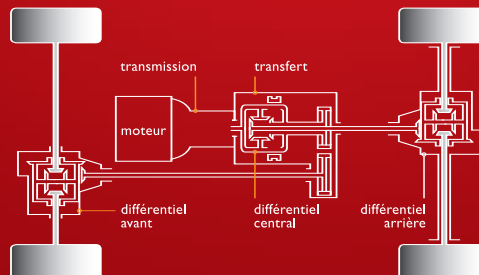 transmission
transfert
moteur
différentiel
avant
différentiel
central
différentiel
arrière